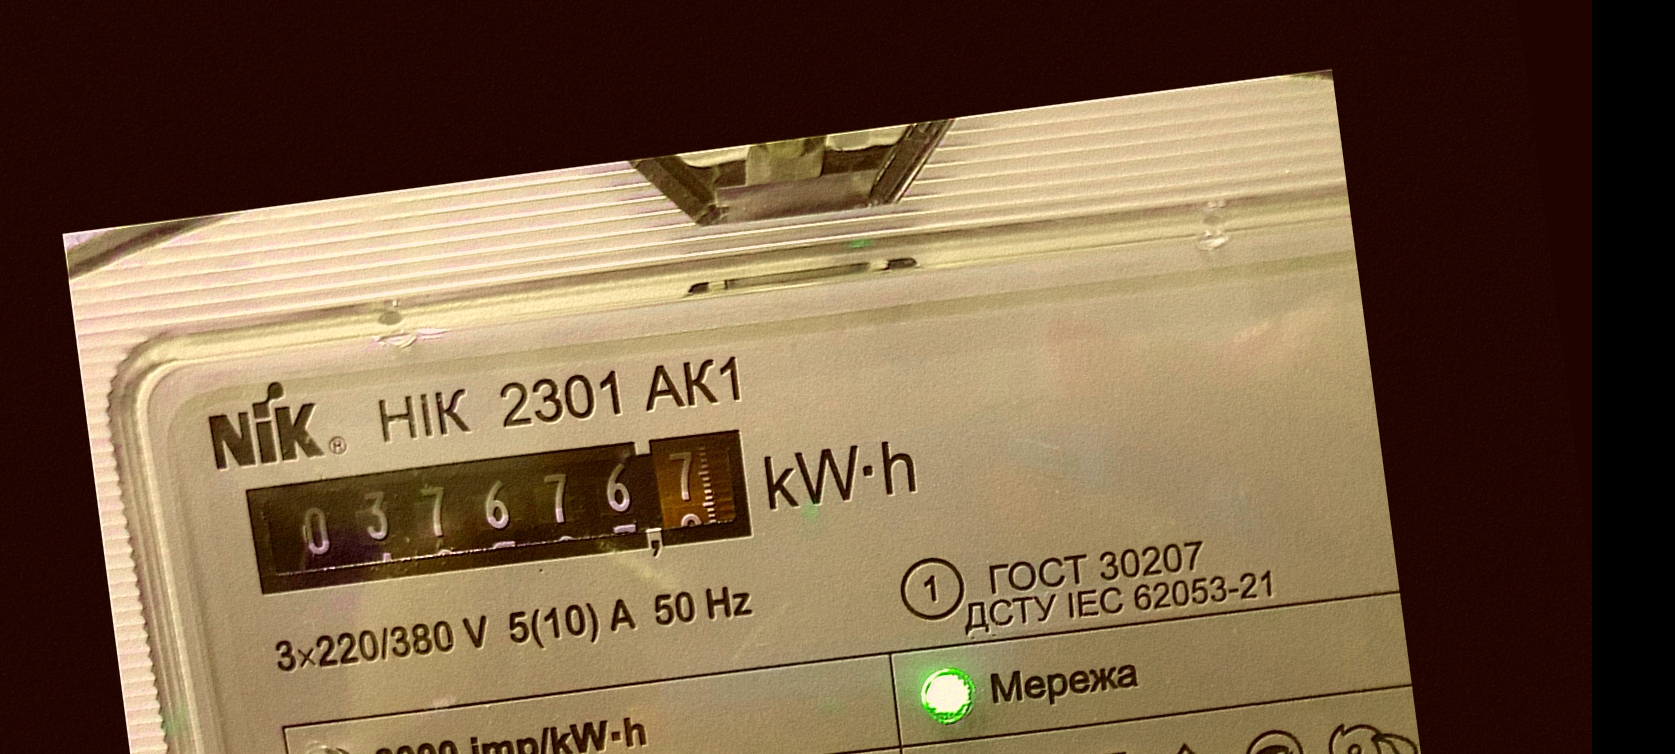 NiK® НІК 2301 АК1
037676,7 kW·h
3×220/380 V 5(10) A 50 Hz
1 ГОСТ 30207
ДСТУ IEC 62053-21
Мережа
imp/kW·h